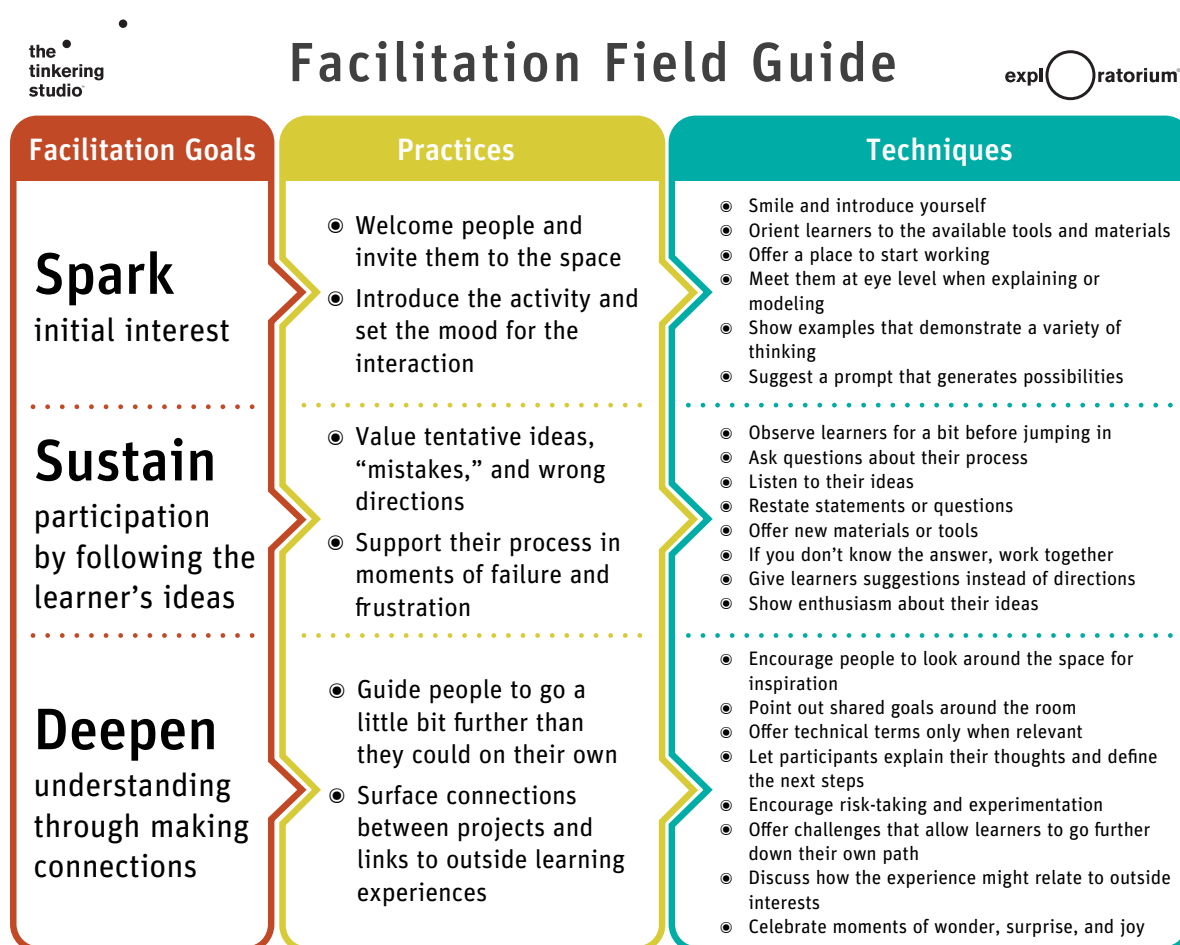 the
tinkering
studio
Facilitation Field Guide
expl ratorium®
Facilitation Goals
Spark
initial interest
Sustain
participation
by following the
learner’s ideas
Deepen
understanding
through making
connections
Practices
◉ Welcome people and
invite them to the space
◉ Introduce the activity and
set the mood for the
interaction
◉ Value tentative ideas,
“mistakes,” and wrong
directions
◉ Support their process in
moments of failure and
frustration
◉ Guide people to go a
little bit further than
they could on their own
◉ Surface connections
between projects and
links to outside learning
experiences
Techniques
◉ Smile and introduce yourself
◉ Orient learners to the available tools and materials
◉ Offer a place to start working
◉ Meet them at eye level when explaining or
modeling
◉ Show examples that demonstrate a variety of
thinking
◉ Suggest a prompt that generates possibilities
◉ Observe learners for a bit before jumping in
◉ Ask questions about their process
◉ Listen to their ideas
◉ Restate statements or questions
◉ Offer new materials or tools
◉ If you don’t know the answer, work together
◉ Give learners suggestions instead of directions
◉ Show enthusiasm about their ideas
◉ Encourage people to look around the space for
inspiration
◉ Point out shared goals around the room
◉ Offer technical terms only when relevant
◉ Let participants explain their thoughts and define
the next steps
◉ Encourage risk-taking and experimentation
◉ Offer challenges that allow learners to go further
down their own path
◉ Discuss how the experience might relate to outside
interests
◉ Celebrate moments of wonder, surprise, and joy